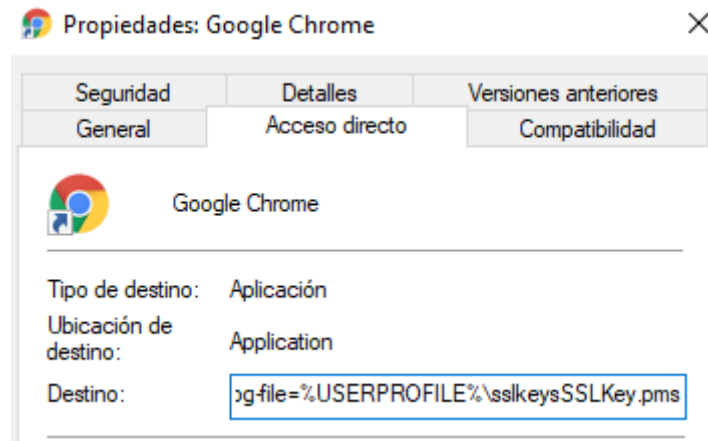 Propiedades: Google Chrome
Seguridad Detalles Versiones anteriores
General Acceso directo Compatibilidad
Google Chrome
Tipo de destino: Aplicación
Ubicación de
destino: Application
Destino: og-file=%USERPROFILE%\sslkeysSSLKey.pms